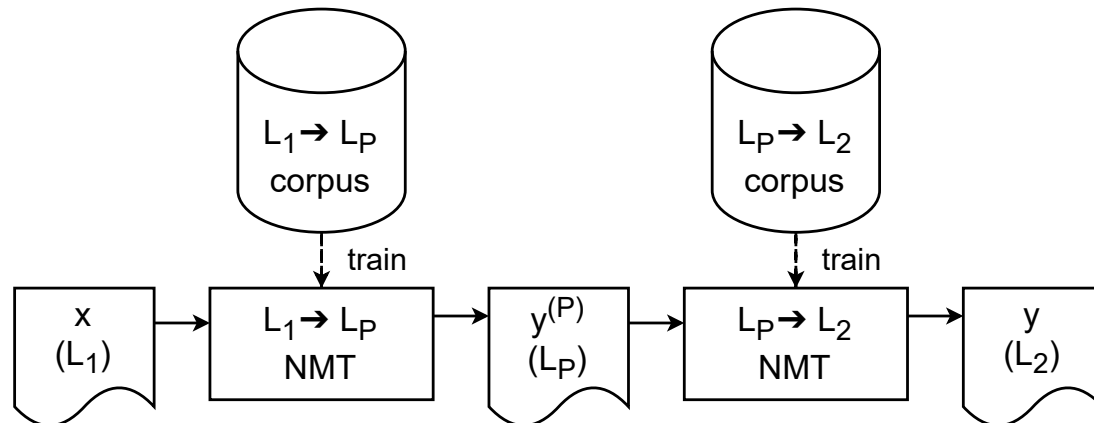 L₁➔ Lₚ
corpus
Lₚ➔ L₂
corpus
train
train
x
(L₁)
L₁➔ Lₚ
NMT
y⁽ᴾ⁾
(Lₚ)
Lₚ➔ L₂
NMT
y
(L₂)